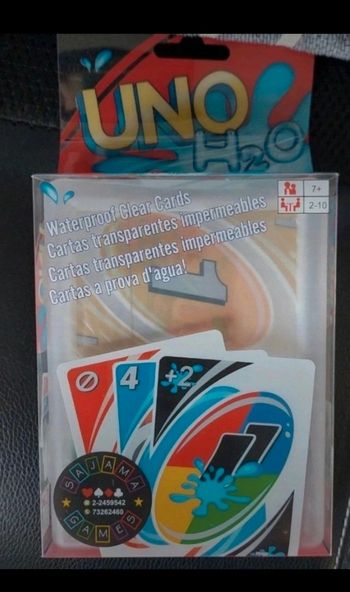 UNO
H2O
Waterproof Clear Cards
Cartas transparentes impermeables
Cartas transparentes impermeables
Cartas a prova d'agua!
7+
2-10
1
4
+2
SAJAMA
2-2459542
73262460
GAMES